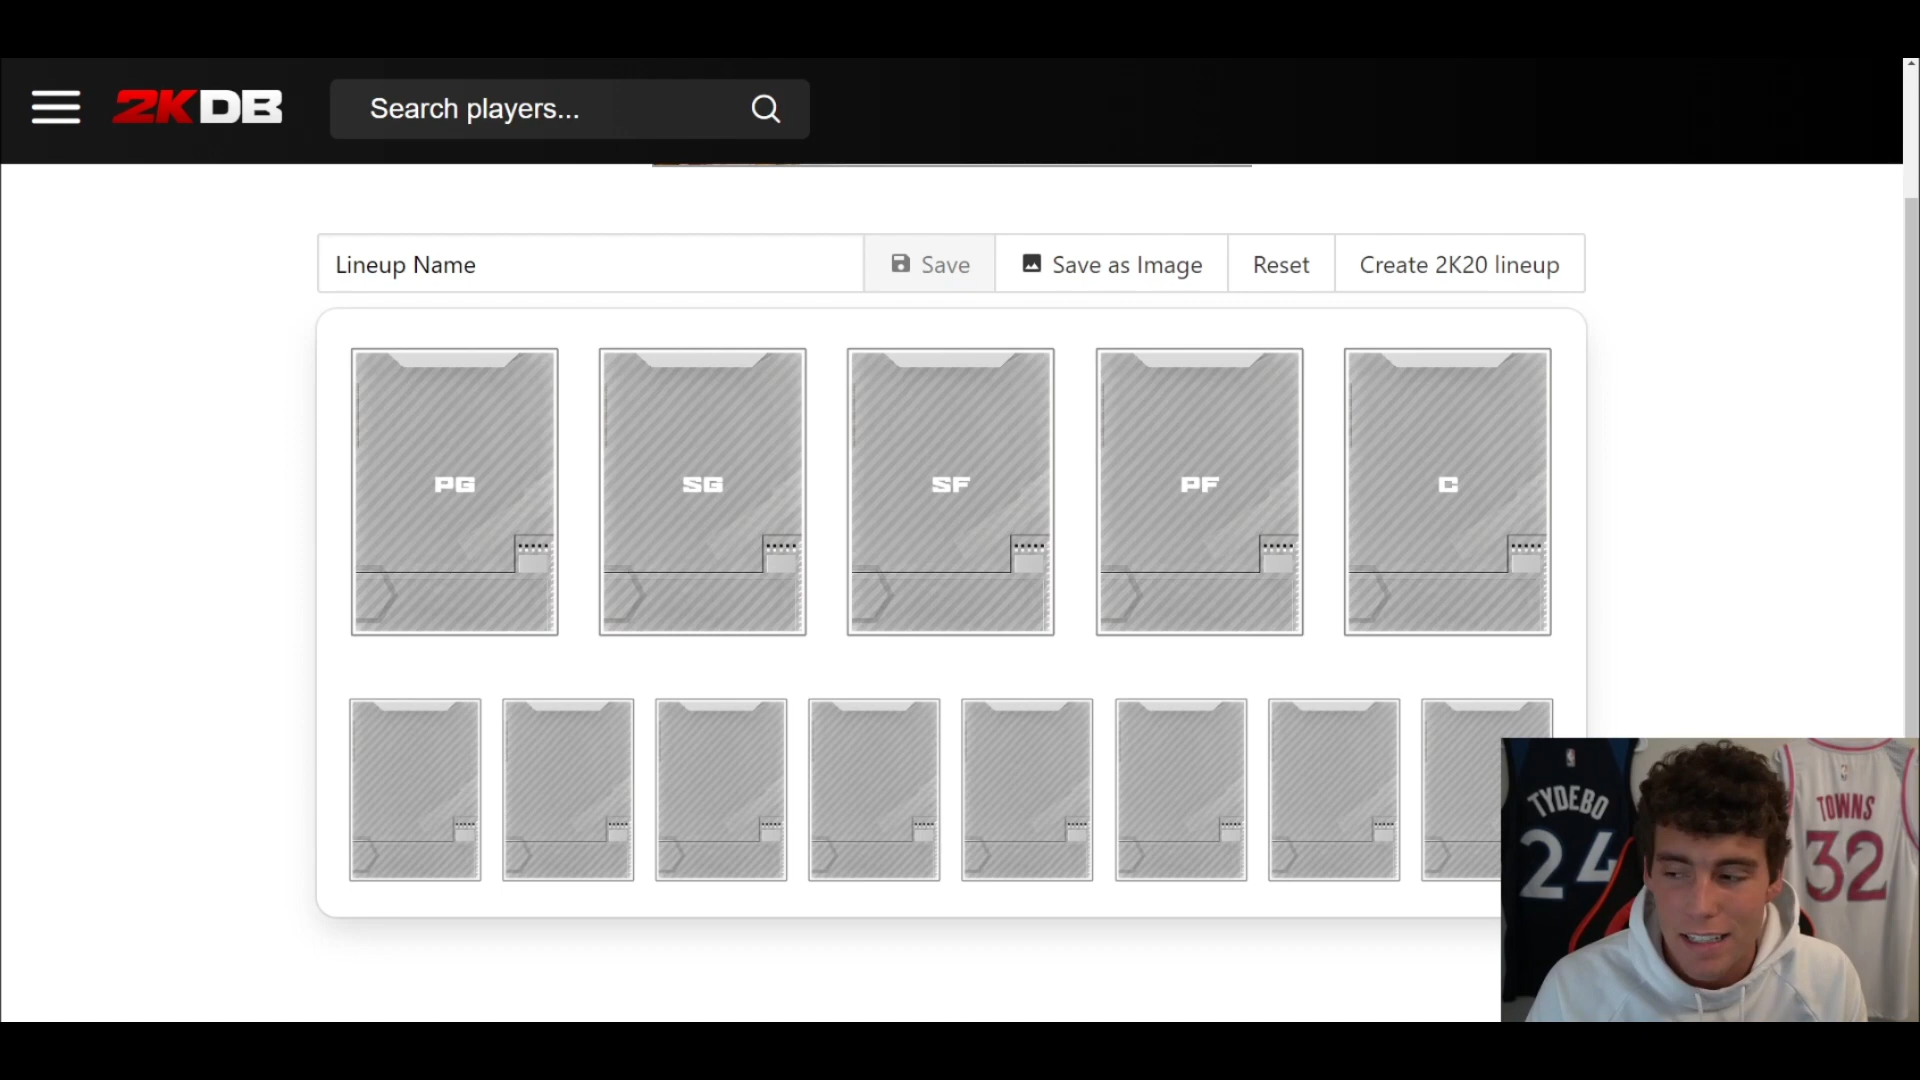 2KDB
Search players...
Lineup Name
Save
Save as Image
Reset
Create 2K20 lineup
PG
SG
SF
PF
C
TYDEBO
24
TOWNS
32